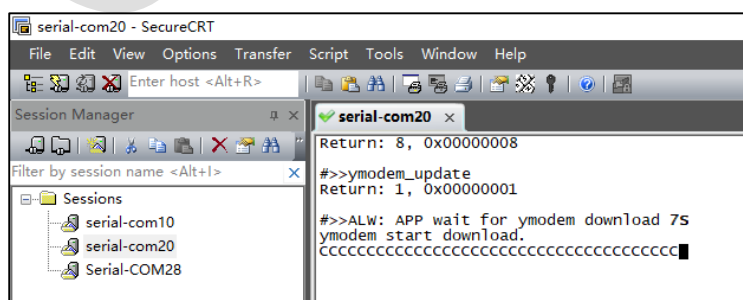 serial-com20 - SecureCRT
File Edit View Options Transfer Script Tools Window Help
Enter host <Alt+R>
Session Manager
serial-com20
Filter by session name <Alt+I>
Sessions
serial-com10
serial-com20
Serial-COM28
Return: 8, 0x00000008
#>>ymodem_update
Return: 1, 0x00000001
#>>ALW: APP wait for ymodem download 7S
ymodem start download.
CCCCCCCCCCCCCCCCCCCCCCCCCCCCCCCCCCCCCC